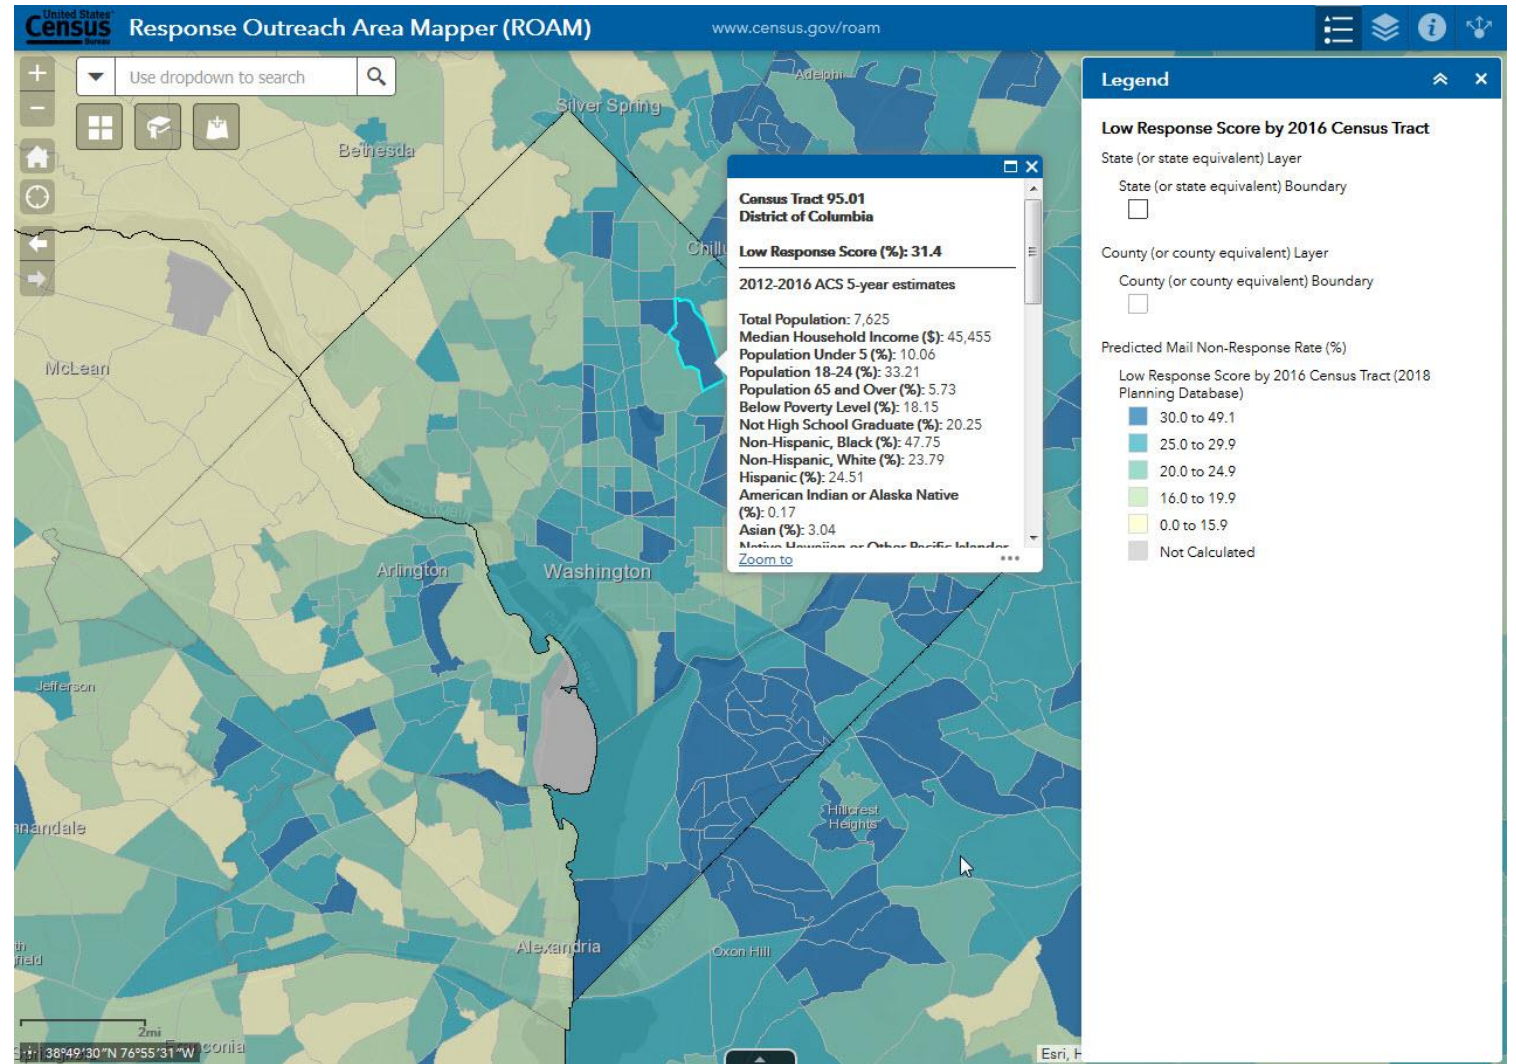 United States®
Census
Bureau
Response Outreach Area Mapper (ROAM)
www.census.gov/roam
Use dropdown to search
Adelphi
Silver Spring
Bethesda
McLean
Arlington
Washington
Jefferson
Hillcrest
Heights
Alexandria
Oxon Hill
2mi
38°49'30"N 76°55'31"W
Esri, H
Census Tract 95.01
District of Columbia
Low Response Score (%): 31.4
2012-2016 ACS 5-year estimates
Total Population: 7,625
Median Household Income ($): 45,455
Population Under 5 (%): 10.06
Population 18-24 (%): 33.21
Population 65 and Over (%): 5.73
Below Poverty Level (%): 18.15
Not High School Graduate (%): 20.25
Non-Hispanic, Black (%): 47.75
Non-Hispanic, White (%): 23.79
Hispanic (%): 24.51
American Indian or Alaska Native
(%): 0.17
Asian (%): 3.04
Native Hawaiian or Other Pacific Islander
Zoom to
Legend
Low Response Score by 2016 Census Tract
State (or state equivalent) Layer
State (or state equivalent) Boundary
County (or county equivalent) Layer
County (or county equivalent) Boundary
Predicted Mail Non-Response Rate (%)
Low Response Score by 2016 Census Tract (2018
Planning Database)
30.0 to 49.1
25.0 to 29.9
20.0 to 24.9
16.0 to 19.9
0.0 to 15.9
Not Calculated